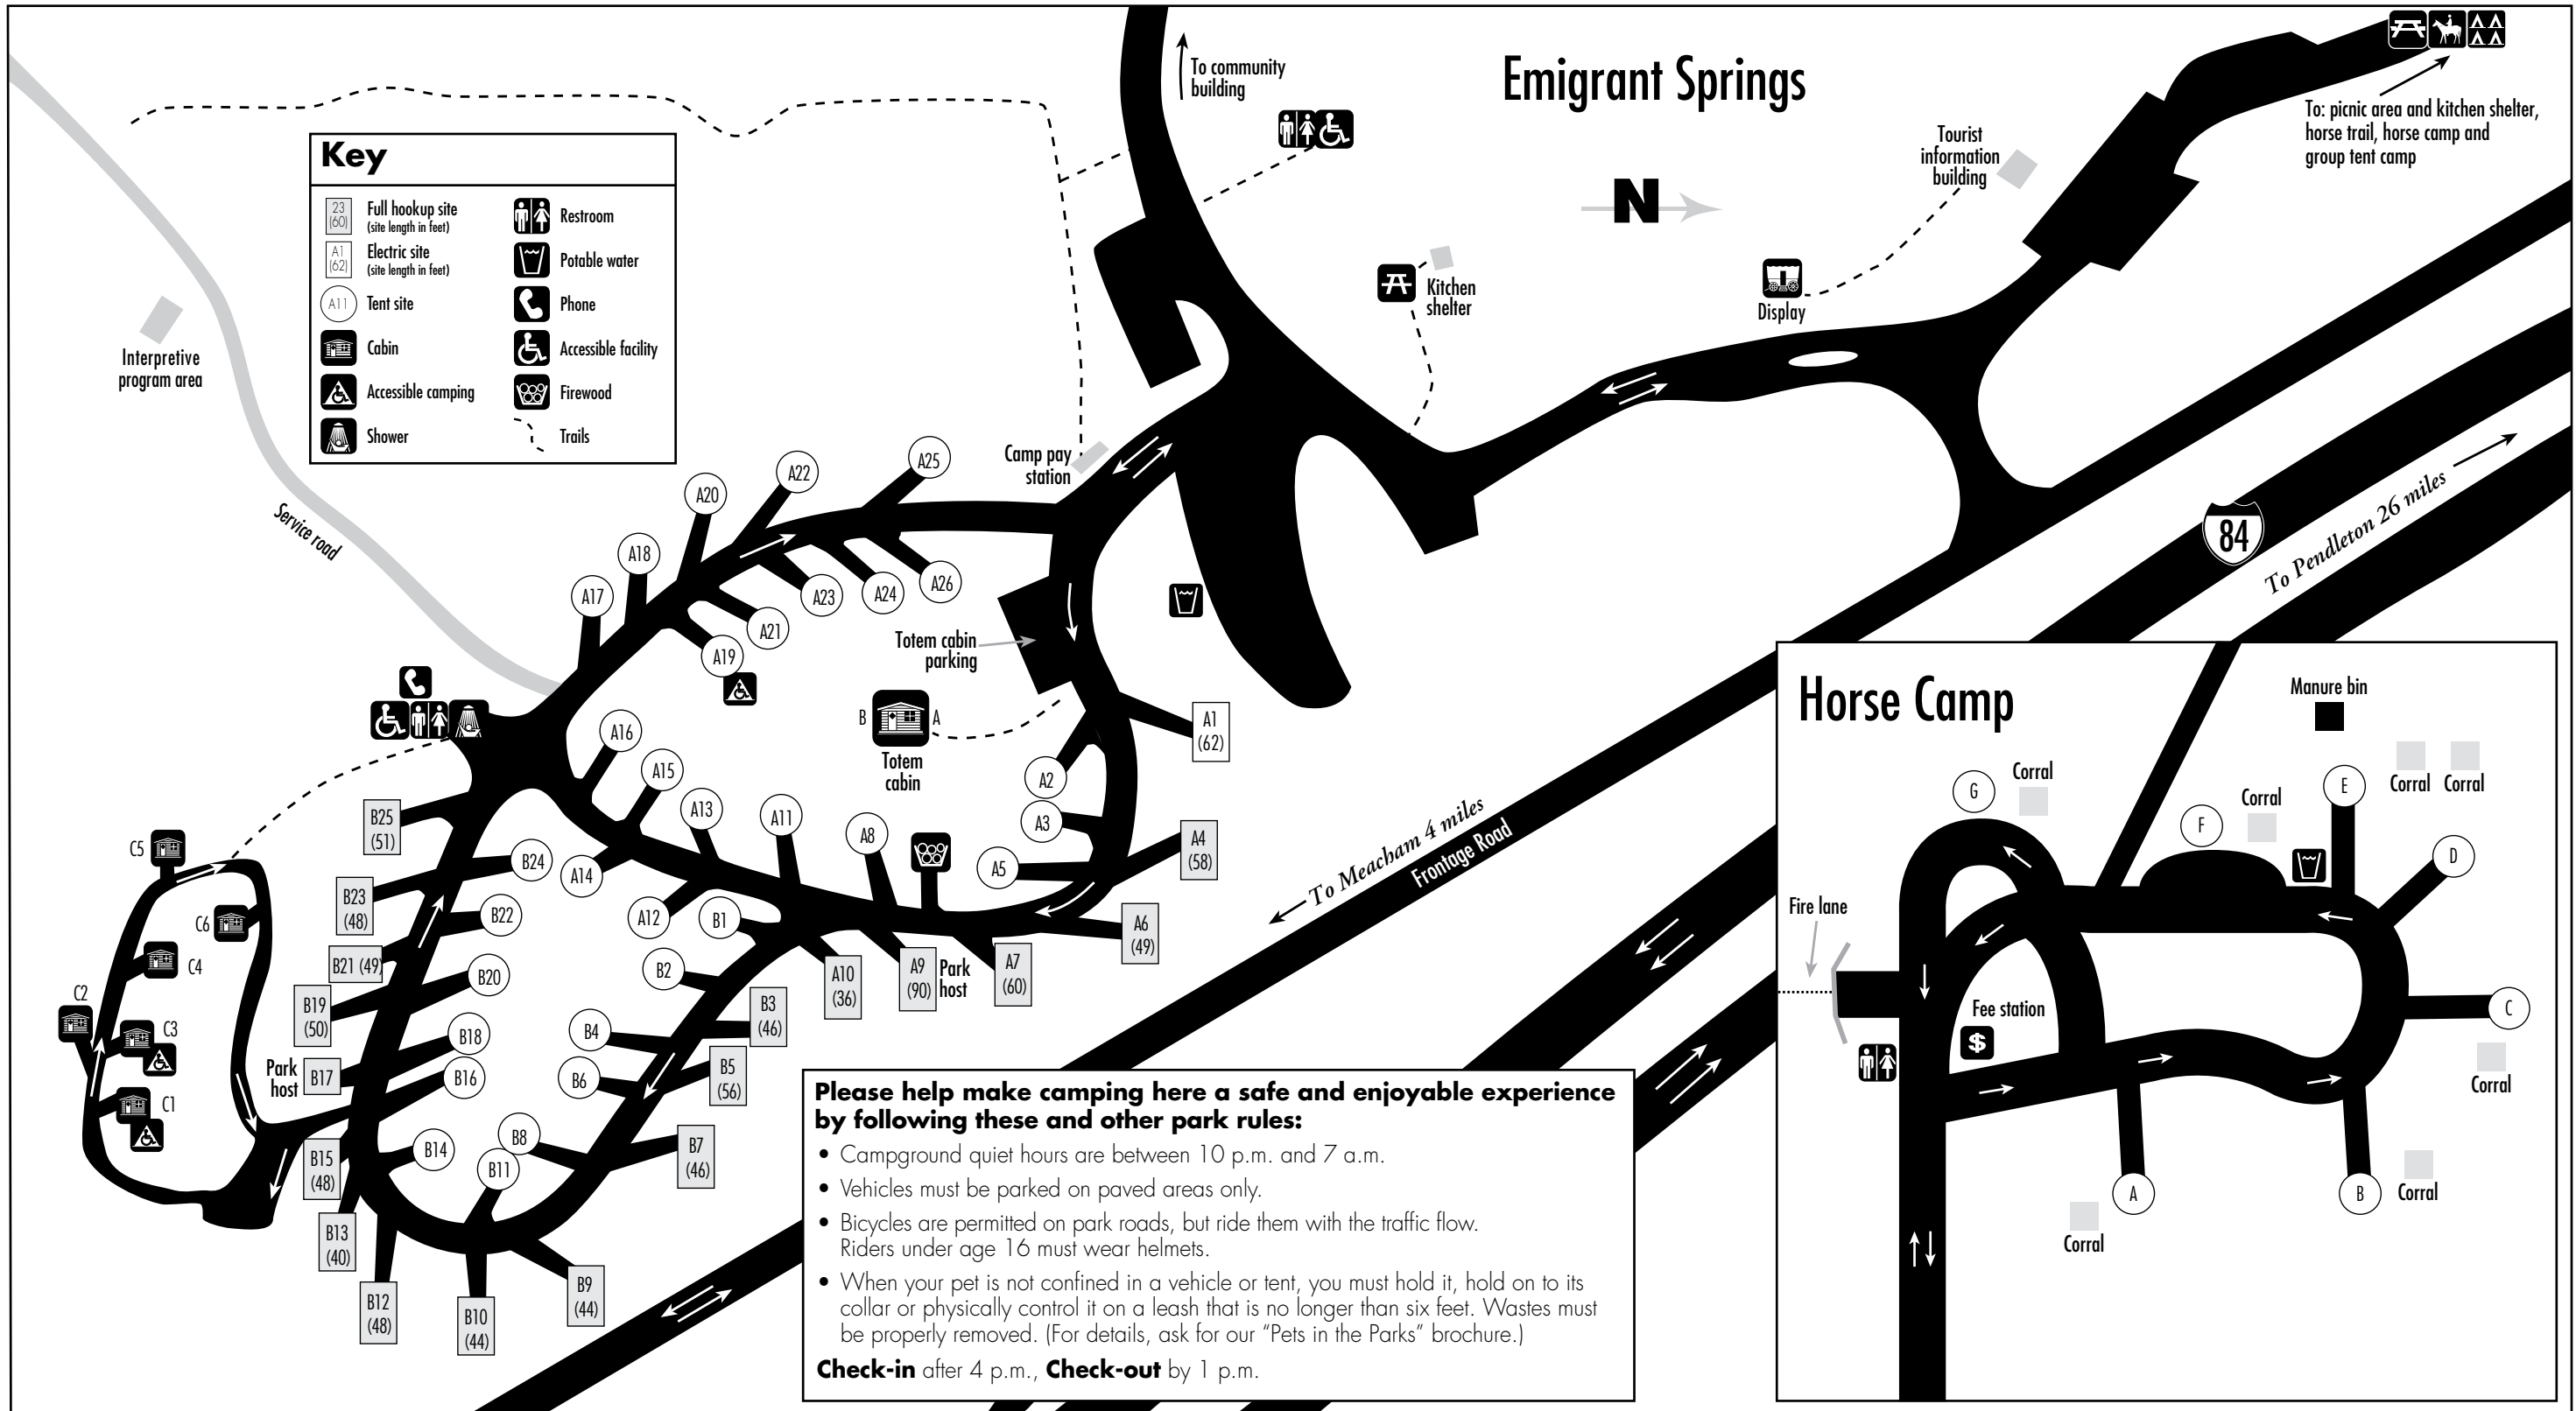 Emigrant Springs
To community
building
To: picnic area and kitchen shelter,
horse trail, horse camp and
group tent camp
Tourist
information
building
N
Display
Kitchen
shelter
Key
23
(60)
Full hookup site
(site length in feet)
A1
(62)
Electric site
(site length in feet)
A11
Tent site
Cabin
Accessible camping
Shower
Restroom
Potable water
Phone
Accessible facility
Firewood
Trails
Interpretive
program area
Service road
Camp pay
station
84
To Pendleton 26 miles
To Meacham 4 miles
Frontage Road
Totem cabin
parking
B
A
Totem
cabin
A25
A22
A20
A18
A17
A26
A24
A23
A21
A19
A16
A15
A13
A11
A8
A14
A12
A1
(62)
A2
A3
A4
(58)
A5
A6
(49)
A7
(60)
Park
host
A9
(90)
A10
(36)
B1
B2
B3
(46)
B4
B5
(56)
B6
B7
(46)
B8
B11
B9
(44)
B10
(44)
B12
(48)
B13
(40)
B14
B15
(48)
B16
B17
Park
host
B18
B19
(50)
B20
B21 (49)
B22
B23
(48)
B24
B25
(51)
C5
C6
C4
C2
C3
C1
Please help make camping here a safe and enjoyable experience
by following these and other park rules:
• Campground quiet hours are between 10 p.m. and 7 a.m.
• Vehicles must be parked on paved areas only.
• Bicycles are permitted on park roads, but ride them with the traffic flow.
Riders under age 16 must wear helmets.
• When your pet is not confined in a vehicle or tent, you must hold it, hold on to its
collar or physically control it on a leash that is no longer than six feet. Wastes must
be properly removed. (For details, ask for our “Pets in the Parks” brochure.)
Check-in after 4 p.m., Check-out by 1 p.m.
Horse Camp
Manure bin
Corral
Corral
Corral
Corral
G
F
E
D
C
Fire lane
Fee station
$
Corral
A
B
Corral
Corral